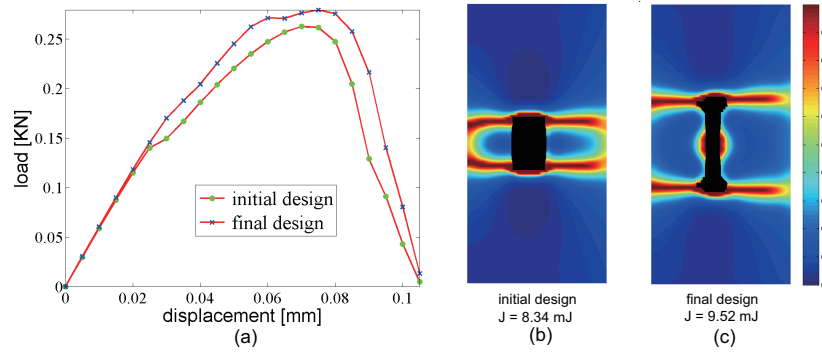 0.25
0.2
0.15
0.1
0.05
0
load [KN]
initial design
final design
0 0.02 0.04 0.06 0.08 0.1
displacement [mm]
(a)
initial design
J = 8.34 mJ
(b)
final design
J = 9.52 mJ
(c)